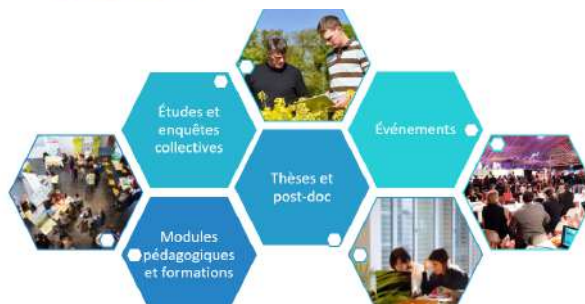 Études et
enquêtes
collectives
Événements
Thèses et
post-doc
Modules
pédagogiques
et formations